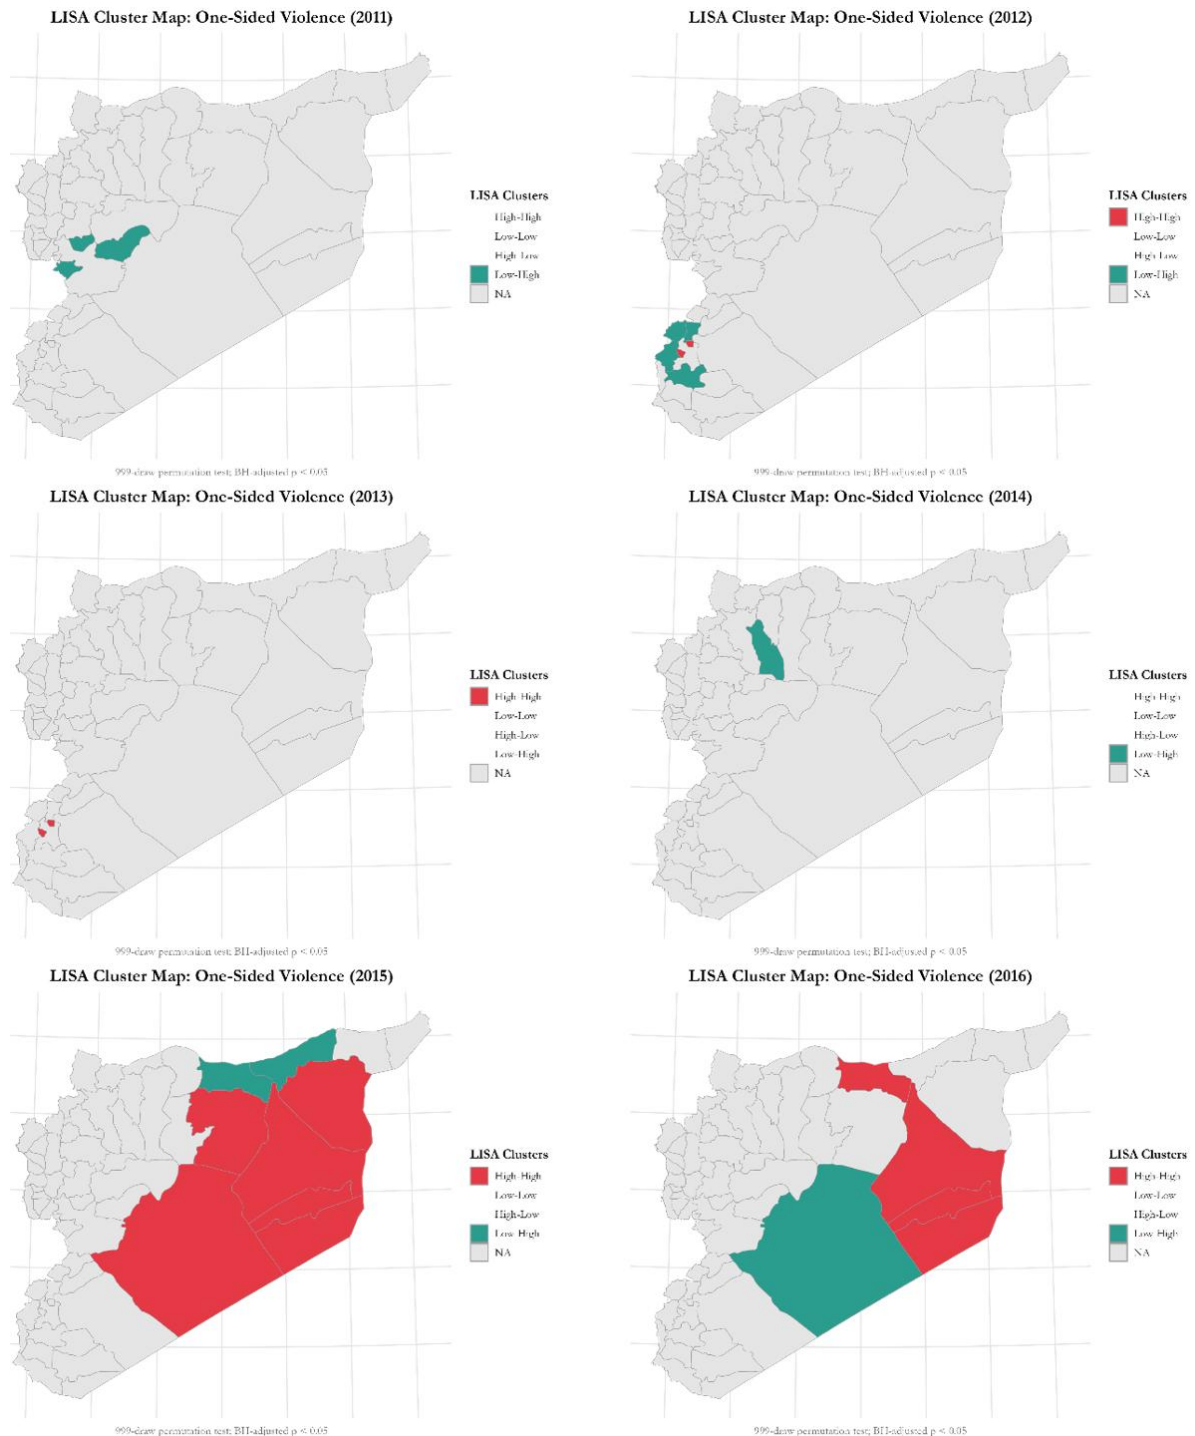 LISA Cluster Map: One-Sided Violence (2011)
LISA Clusters
High-High
Low-Low
High-Low
Low-High
NA
999-draw permutation test; BH-adjusted p < 0.05
LISA Cluster Map: One-Sided Violence (2012)
LISA Clusters
High-High
Low-Low
High-Low
Low-High
NA
999-draw permutation test; BH-adjusted p < 0.05
LISA Cluster Map: One-Sided Violence (2013)
LISA Clusters
High-High
Low-Low
High-Low
Low-High
NA
999-draw permutation test; BH-adjusted p < 0.05
LISA Cluster Map: One-Sided Violence (2014)
LISA Clusters
High-High
Low-Low
High-Low
Low-High
NA
999-draw permutation test; BH-adjusted p < 0.05
LISA Cluster Map: One-Sided Violence (2015)
LISA Clusters
High-High
Low-Low
High-Low
Low-High
NA
999-draw permutation test; BH-adjusted p < 0.05
LISA Cluster Map: One-Sided Violence (2016)
LISA Clusters
High-High
Low-Low
High-Low
Low-High
NA
999-draw permutation test; BH-adjusted p < 0.05